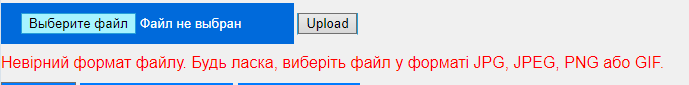 Выберите файл Файл не выбран Upload
Невірний формат файлу. Будь ласка, виберіть файл у форматі JPG, JPEG, PNG або GIF.